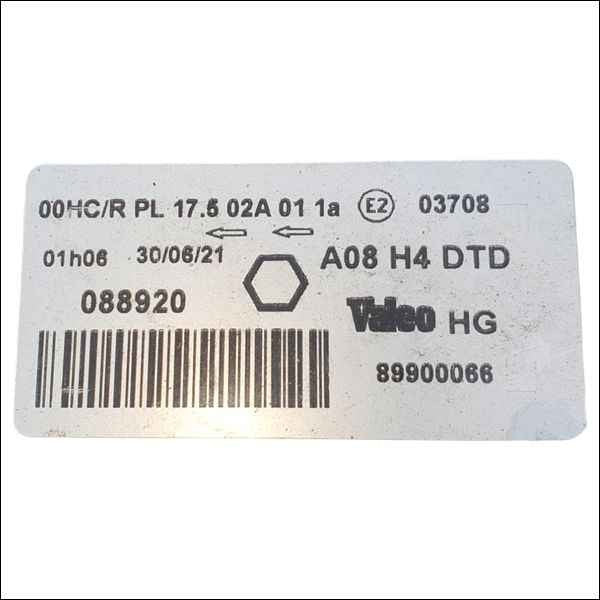 00HC/R PL 17.5 02A 01 1a E2 03708
01h06 30/06/21 A08 H4 DTD
088920
Valeo HG
89900066